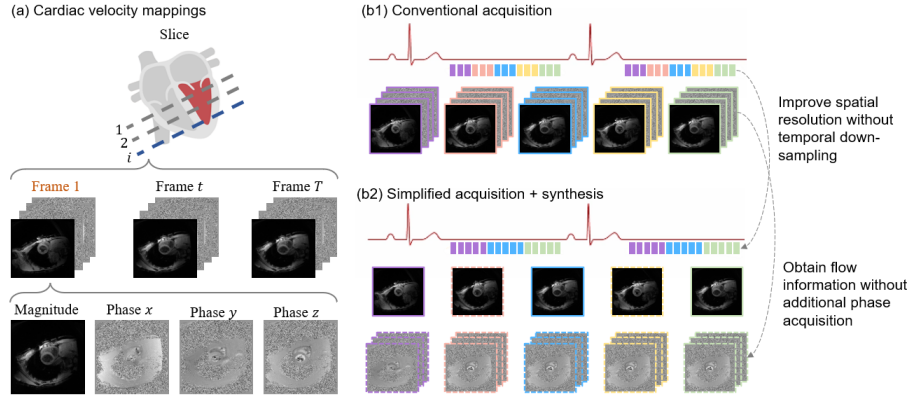 (a) Cardiac velocity mappings
Slice
1
2
i
Frame 1
Frame t
Frame T
Magnitude
Phase x
Phase y
Phase z
(b1) Conventional acquisition
(b2) Simplified acquisition + synthesis
Improve spatial
resolution without
temporal down-
sampling
Obtain flow
information without
additional phase
acquisition